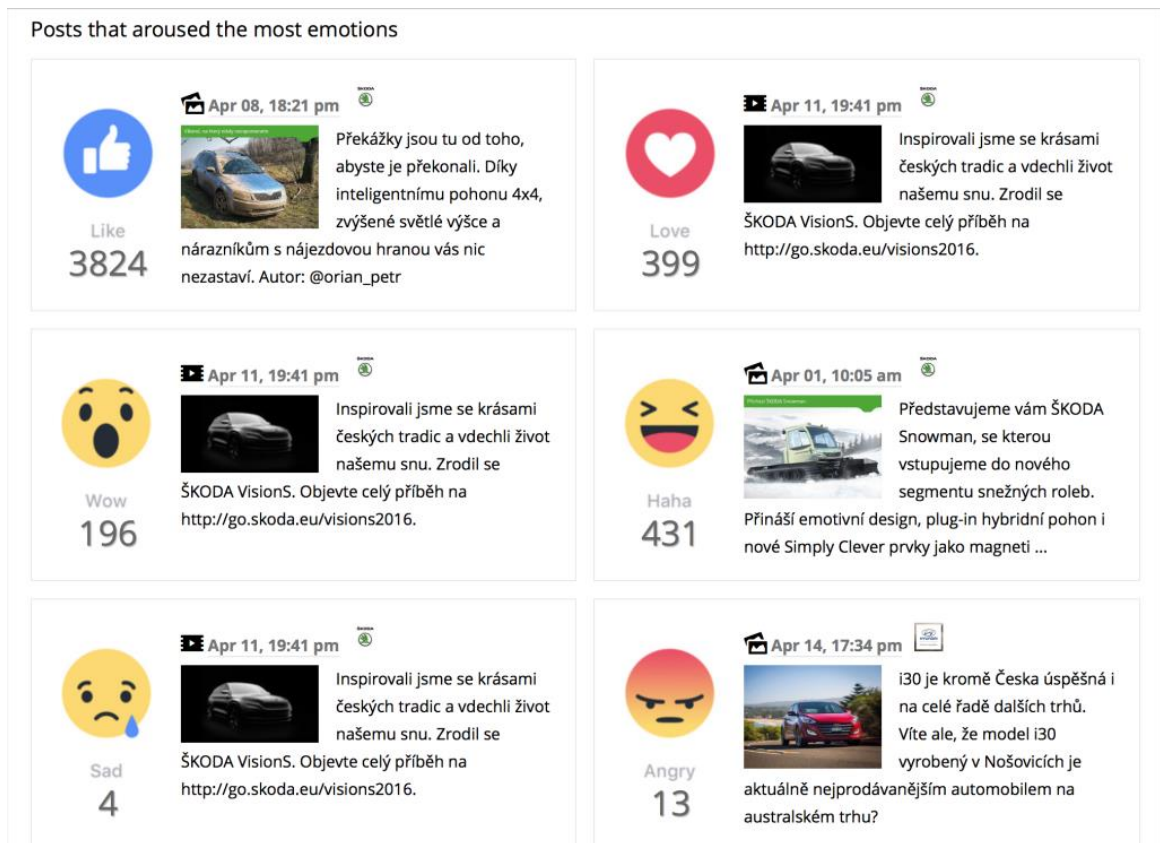 Posts that aroused the most emotions
Apr 08, 18:21 pm
ŠKODA
Překážky jsou tu od toho,
abyste je překonali. Díky
inteligentnímu pohonu 4x4,
zvýšené světlé výšce a
nárazníkům s nájezdovou hranou vás nic
nezastaví. Autor: @orian_petr
Like
3824
Apr 11, 19:41 pm
ŠKODA
Inspirovali jsme se krásami
českých tradic a vdechli život
našemu snu. Zrodil se
ŠKODA VisionS. Objevte celý příběh na
http://go.skoda.eu/visions2016.
Love
399
Apr 11, 19:41 pm
ŠKODA
Inspirovali jsme se krásami
českých tradic a vdechli život
našemu snu. Zrodil se
ŠKODA VisionS. Objevte celý příběh na
http://go.skoda.eu/visions2016.
Wow
196
Apr 01, 10:05 am
ŠKODA
Představujeme vám ŠKODA
Snowman, se kterou
vstupujeme do nového
segmentu snežných roleb.
Přináší emotivní design, plug-in hybridní pohon i
nové Simply Clever prvky jako magneti ...
Haha
431
Apr 11, 19:41 pm
ŠKODA
Inspirovali jsme se krásami
českých tradic a vdechli život
našemu snu. Zrodil se
ŠKODA VisionS. Objevte celý příběh na
http://go.skoda.eu/visions2016.
Sad
4
Apr 14, 17:34 pm
i30 je kromě Česka úspěšná i
na celé řadě dalších trhů.
Víte ale, že model i30
vyrobený v Nošovicích je
aktuálně nejprodávanějším automobilem na
australském trhu?
Angry
13